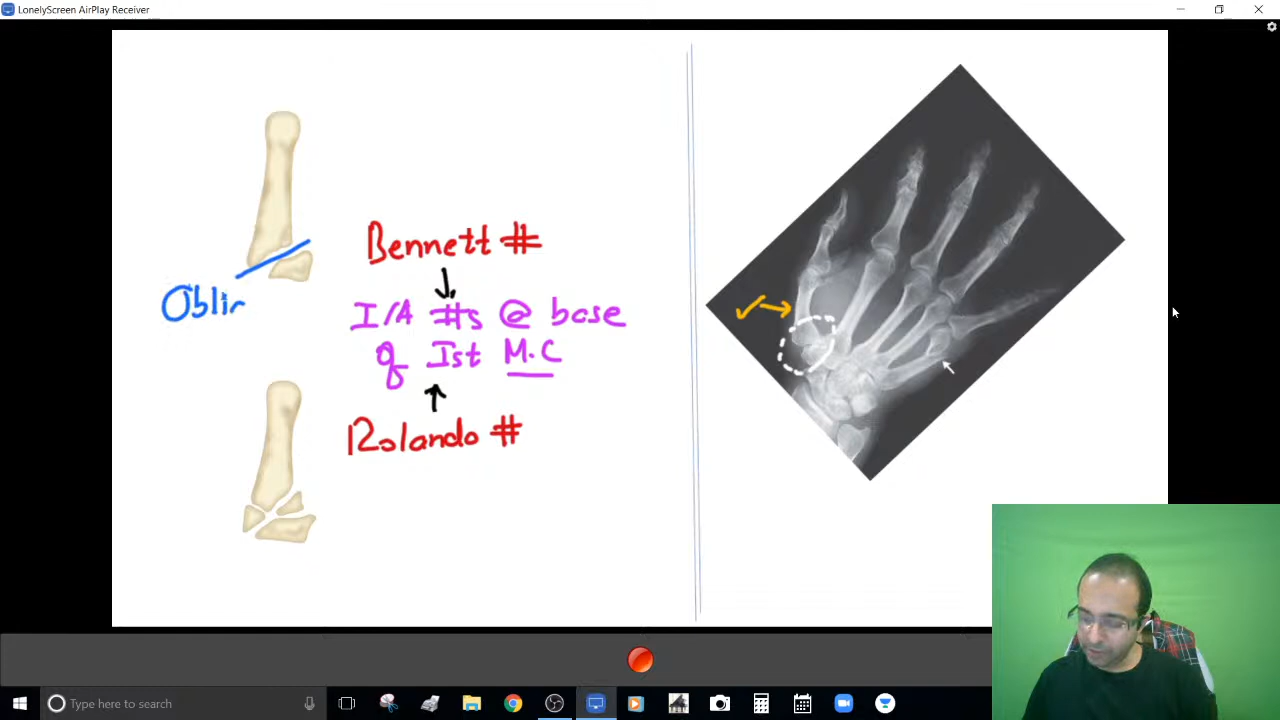 LonelyScreen AirPlay Receiver
Bennett #
I/A #s @ base
of Ist M.C
Oblir
Rolando #
Type here to search